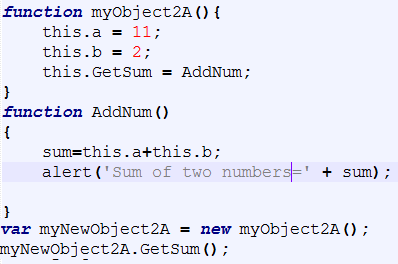 function myObject2A(){
    this.a = 11;
    this.b = 2;
    this.GetSum = AddNum;
}
function AddNum()
{
    sum=this.a+this.b;
    alert('Sum of two numbers=' + sum);
}
var myNewObject2A = new myObject2A();
myNewObject2A.GetSum();